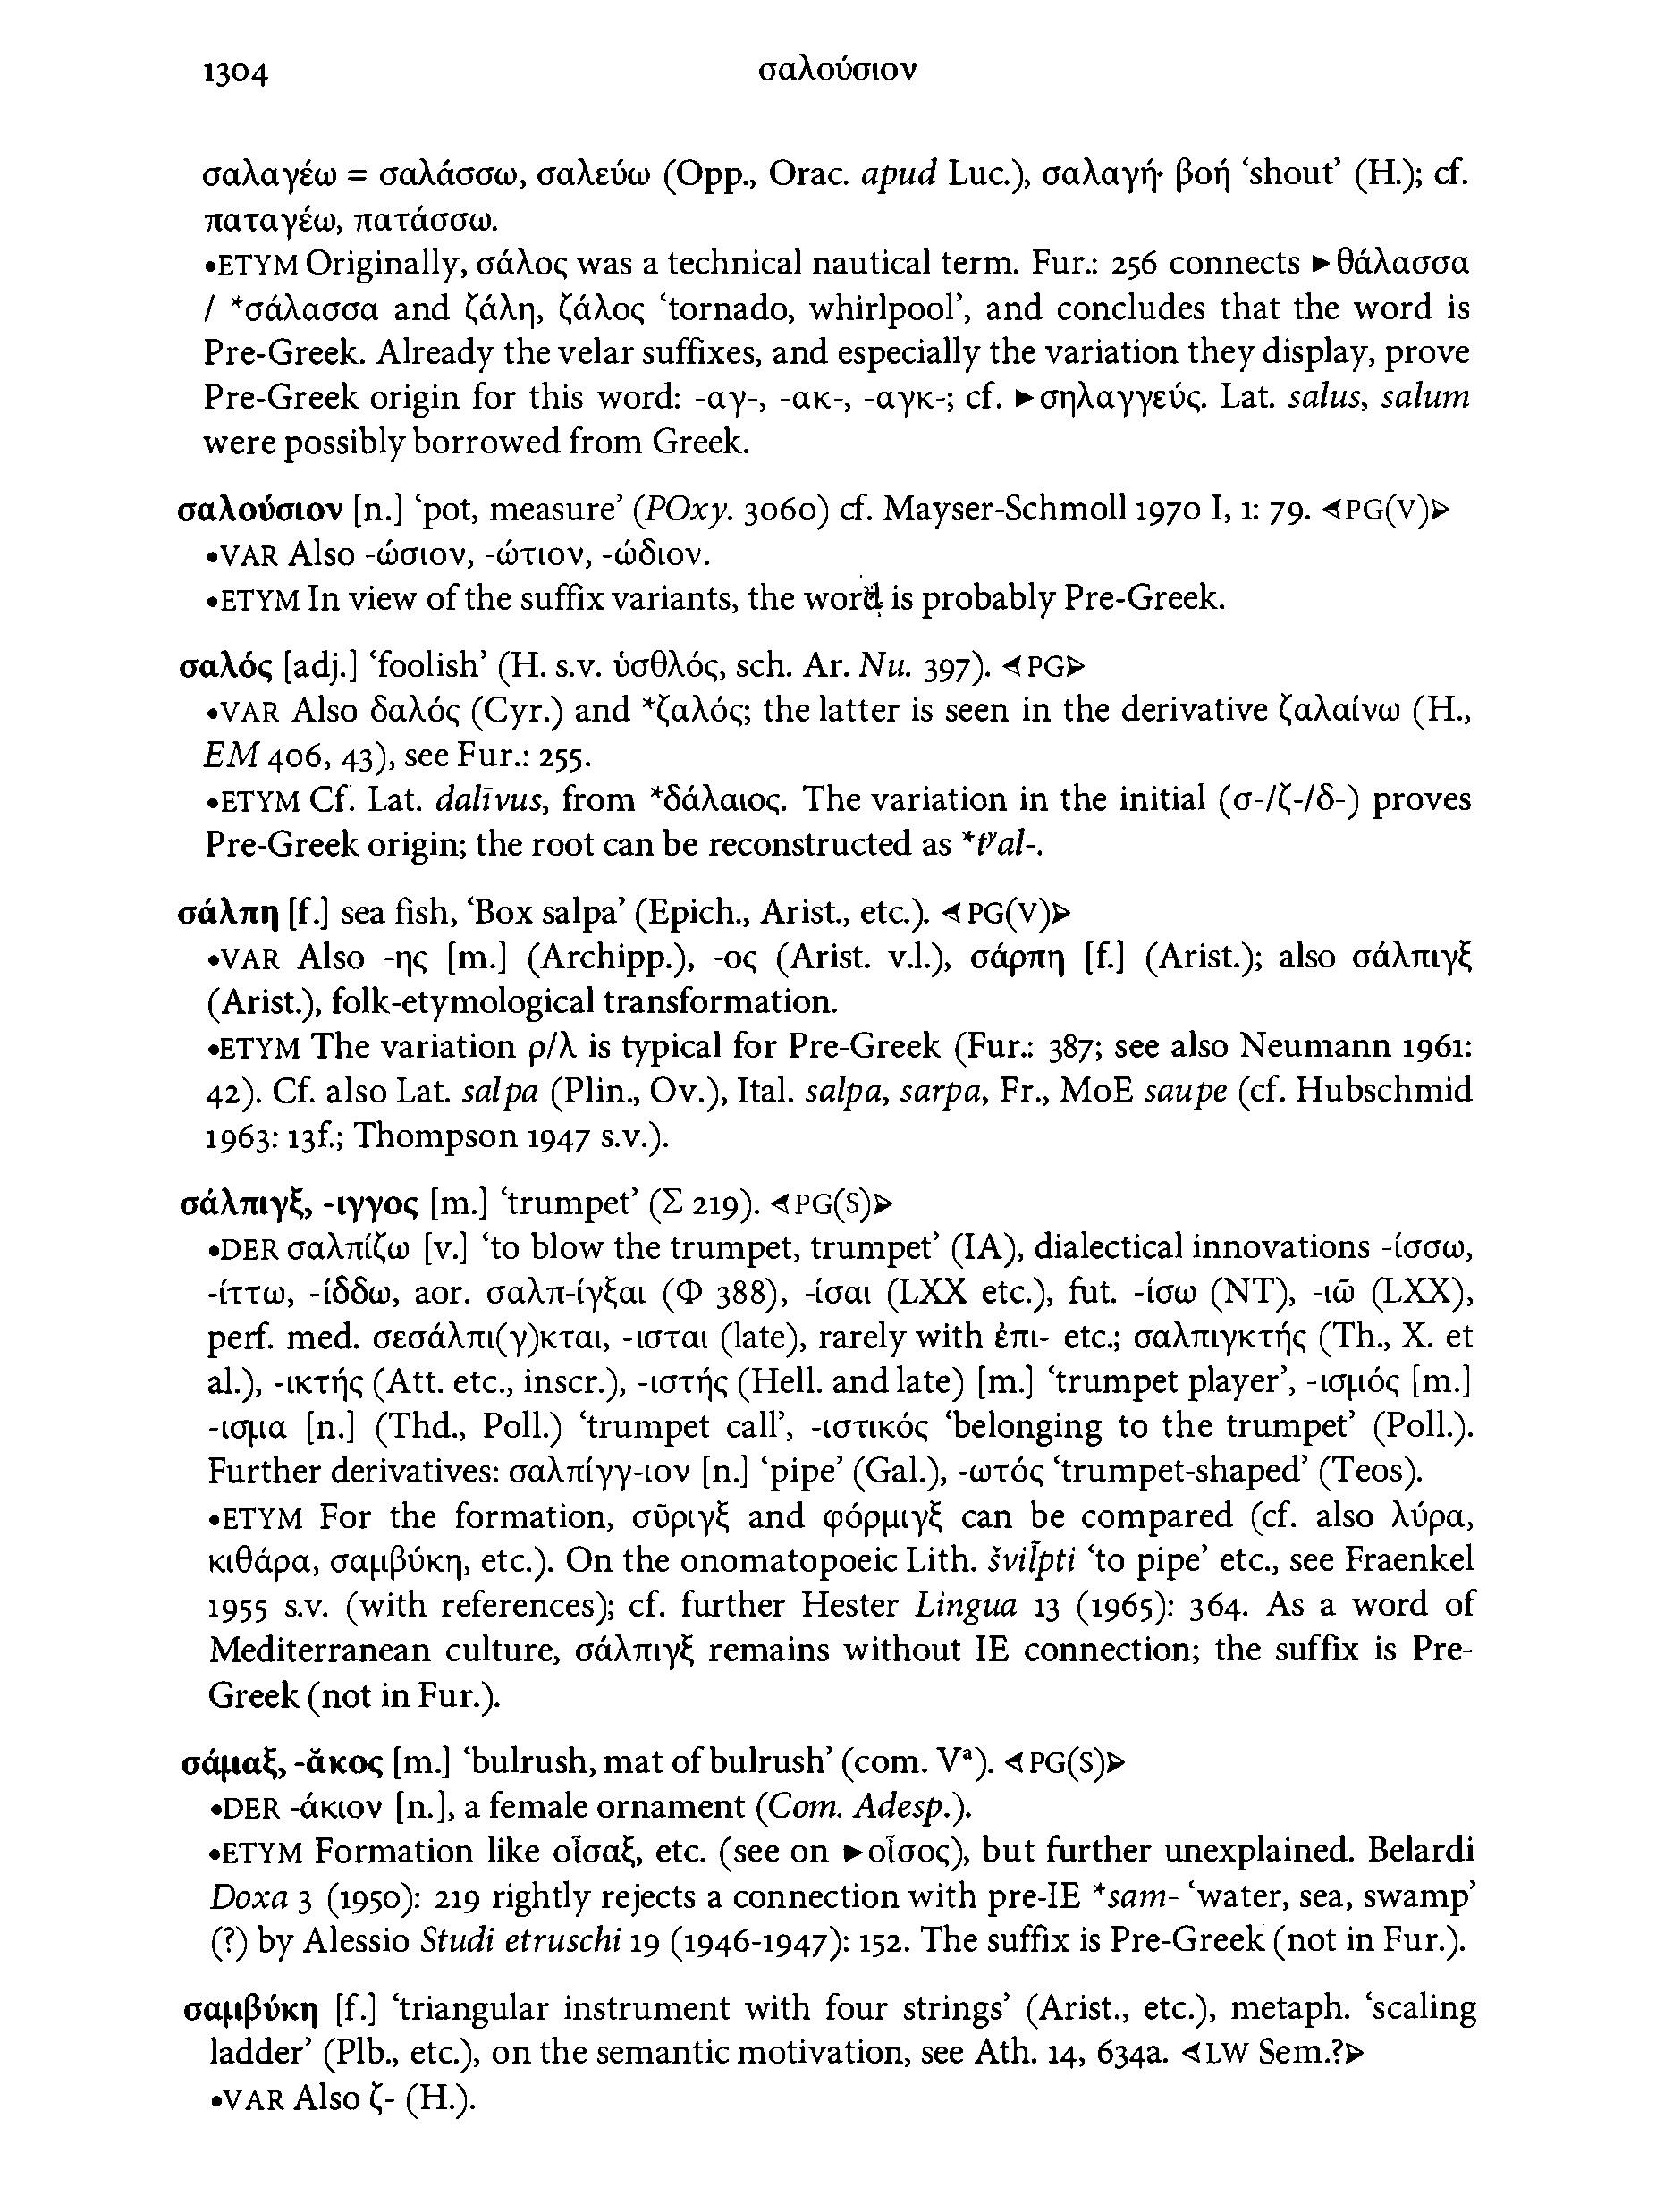 1304 σαλούσιον
σαλαγέω = σαλάσσω, σαλεύω (Opp., Orac. apud Luc.), σαλαγή· βοή ‘shout’ (H.); cf.
παταγέω, πατάσσω.
•ETYM Originally, σάλος was a technical nautical term. Fur.: 256 connects ►θάλασσα
/ *σάλασσα and ζάλη, ζάλος ‘tornado, whirlpool’, and concludes that the word is
Pre-Greek. Already the velar suffixes, and especially the variation they display, prove
Pre-Greek origin for this word: -αγ-, -ακ-, -αγκ-; cf. ►σηλαγγεύς. Lat. salus, salum
were possibly borrowed from Greek.
σαλούσιον [n.] ‘pot, measure’ (POxy. 3060) cf. Mayser-Schmoll 1970 I, 1: 79. ⊲PG(V)⊳
•VAR Also -ώσιον, -ώτιον, -ώδιον.
•ETYM In view of the suffix variants, the word is probably Pre-Greek.
σαλός [adj.] ‘foolish’ (H. s.v. ὑσθλός, sch. Ar. Nu. 397). ⊲PG⊳
•VAR Also δαλός (Cyr.) and *ζαλός; the latter is seen in the derivative ζαλαίνω (H.,
EM 406, 43), see Fur.: 255.
•ETYM Cf. Lat. dalīvus, from *δάλαιος. The variation in the initial (σ-/ζ-/δ-) proves
Pre-Greek origin; the root can be reconstructed as *tʸal-.
σάλπη [f.] sea fish, ‘Box salpa’ (Epich., Arist., etc.). ⊲PG(V)⊳
•VAR Also -ης [m.] (Archipp.), -ος (Arist. v.l.), σάρπη [f.] (Arist.); also σάλπιγξ
(Arist.), folk-etymological transformation.
•ETYM The variation ρ/λ is typical for Pre-Greek (Fur.: 387; see also Neumann 1961:
42). Cf. also Lat. salpa (Plin., Ov.), Ital. salpa, sarpa, Fr., MoE saupe (cf. Hubschmid
1963: 13f.; Thompson 1947 s.v.).
σάλπιγξ, -ιγγος [m.] ‘trumpet’ (Σ 219). ⊲PG(S)⊳
•DER σαλπίζω [v.] ‘to blow the trumpet, trumpet’ (IA), dialectical innovations -ίσσω,
-ίττω, -ίδδω, aor. σαλπ-ίγξαι (Φ 388), -ίσαι (LXX etc.), fut. -ίσω (NT), -ιῶ (LXX),
perf. med. σεσάλπι(γ)κται, -ισται (late), rarely with ἐπι- etc.; σαλπιγκτής (Th., X. et
al.), -ικτής (Att. etc., inscr.), -ιστής (Hell. and late) [m.] ‘trumpet player’, -ισμός [m.]
-ισμα [n.] (Thd., Poll.) ‘trumpet call’, -ιστικός ‘belonging to the trumpet’ (Poll.).
Further derivatives: σαλπίγγ-ιον [n.] ‘pipe’ (Gal.), -ωτός ‘trumpet-shaped’ (Teos).
•ETYM For the formation, σῦριγξ and φόρμιγξ can be compared (cf. also λύρα,
κιθάρα, σαμβύκη, etc.). On the onomatopoeic Lith. švil̃pti ‘to pipe’ etc., see Fraenkel
1955 s.v. (with references); cf. further Hester Lingua 13 (1965): 364. As a word of
Mediterranean culture, σάλπιγξ remains without IE connection; the suffix is Pre-
Greek (not in Fur.).
σάμαξ, -ᾰκος [m.] ‘bulrush, mat of bulrush’ (com. Vᵃ). ⊲PG(S)⊳
•DER -άκιον [n.], a female ornament (Com. Adesp.).
•ETYM Formation like οἶσαξ, etc. (see on ►οἶσος), but further unexplained. Belardi
Doxa 3 (1950): 219 rightly rejects a connection with pre-IE *sam- ‘water, sea, swamp’
(?) by Alessio Studi etruschi 19 (1946-1947): 152. The suffix is Pre-Greek (not in Fur.).
σαμβύκη [f.] ‘triangular instrument with four strings’ (Arist., etc.), metaph. ‘scaling
ladder’ (Plb., etc.), on the semantic motivation, see Ath. 14, 634a. ⊲LW Sem.?⊳
•VAR Also ζ- (H.).